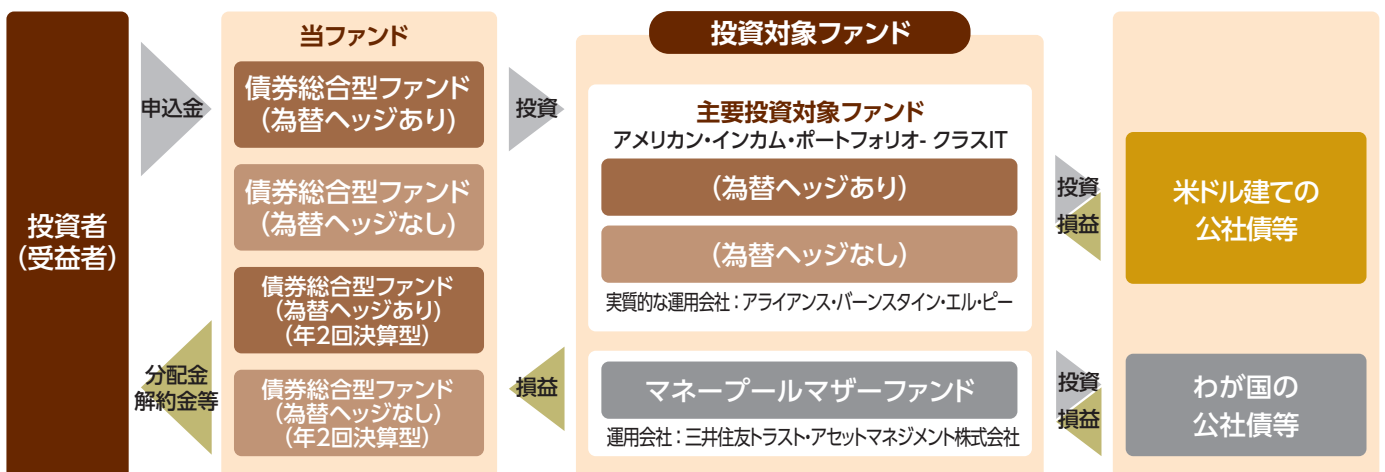 投資者
(受益者)
申込金
分配金
解約金等
当ファンド
債券総合型ファンド
(為替ヘッジあり)
債券総合型ファンド
(為替ヘッジなし)
債券総合型ファンド
(為替ヘッジあり)
(年2回決算型)
債券総合型ファンド
(為替ヘッジなし)
(年2回決算型)
投資
損益
投資対象ファンド
主要投資対象ファンド
アメリカン・インカム・ポートフォリオ- クラスIT
(為替ヘッジあり)
(為替ヘッジなし)
実質的な運用会社：アライアンス・バーンスタイン・エル・ピー
マネープールマザーファンド
運用会社：三井住友トラスト・アセットマネジメント株式会社
投資
損益
投資
損益
米ドル建ての
公社債等
わが国の
公社債等